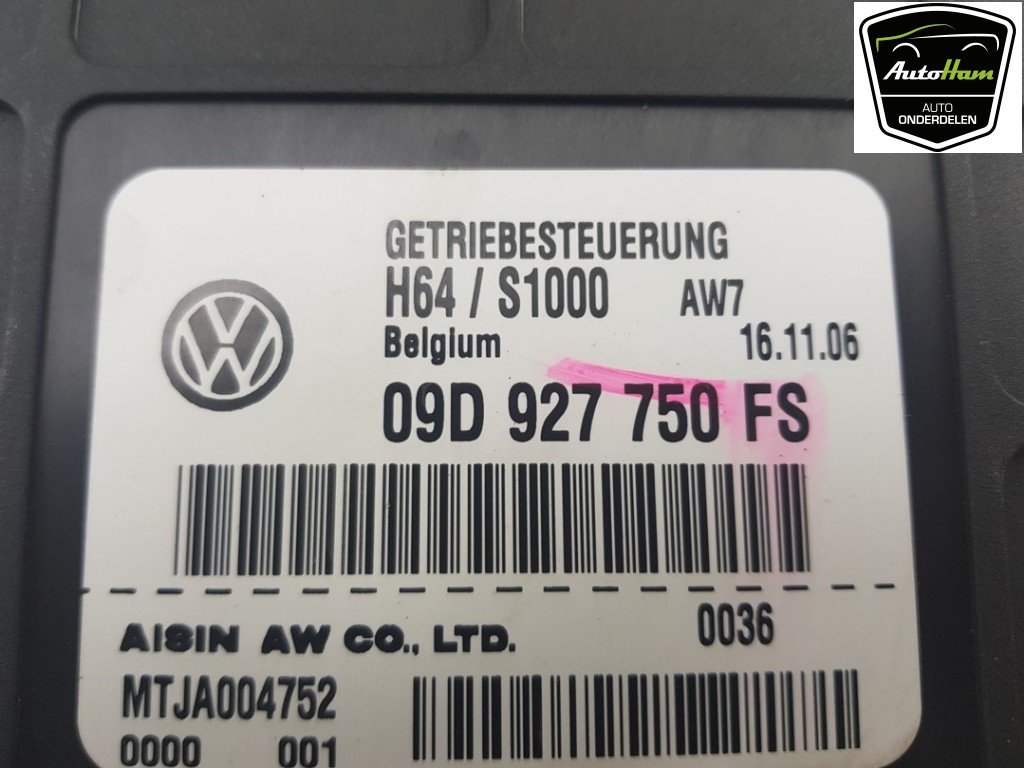 AutoHam
AUTO
ONDERDELEN
GETRIEBESTEUERUNG
H64 / S1000 AW7
Belgium 16.11.06
09D 927 750 FS
AISIN AW CO., LTD. 0036
MTJA004752
0000 001